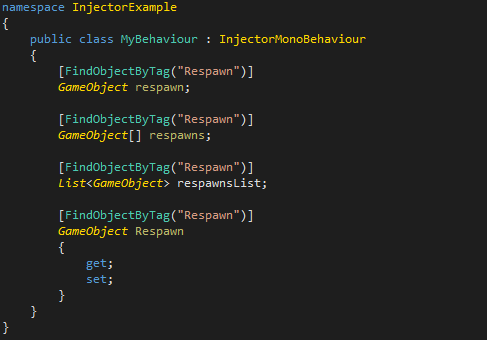 namespace InjectorExample
{
    public class MyBehaviour : InjectorMonoBehaviour
    {
        [FindObjectByTag("Respawn")]
        GameObject respawn;

        [FindObjectByTag("Respawn")]
        GameObject[] respawns;

        [FindObjectByTag("Respawn")]
        List<GameObject> respawnsList;

        [FindObjectByTag("Respawn")]
        GameObject Respawn
        {
            get;
            set;
        }
    }
}